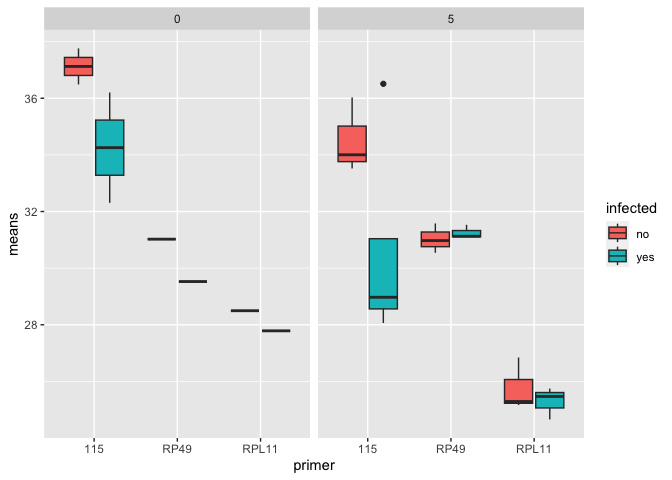 0
5
means
36
32
28
115
RP49
RPL11
115
RP49
RPL11
primer
infected
no
yes